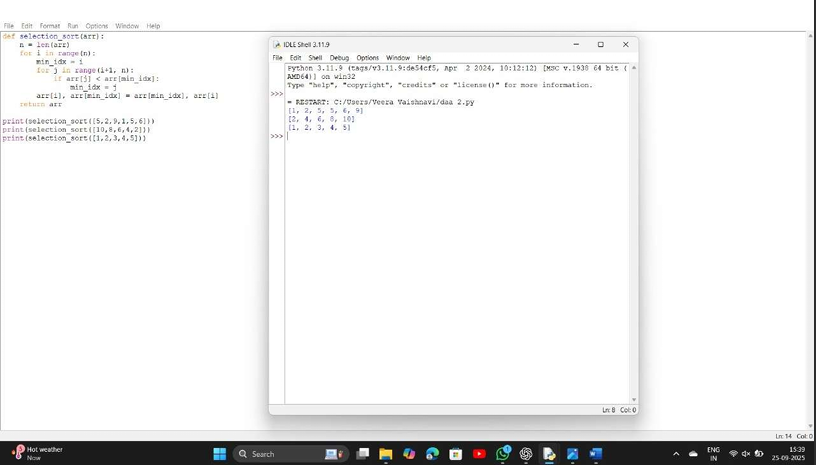 File Edit Format Run Options Window Help
def selection_sort(arr):
    n = len(arr)
    for i in range(n):
        min_idx = i
        for j in range(i+1, n):
            if arr[j] < arr[min_idx]:
                min_idx = j
        arr[i], arr[min_idx] = arr[min_idx], arr[i]
    return arr
print(selection_sort([5,2,9,1,5,6]))
print(selection_sort([10,8,6,4,2]))
print(selection_sort([1,2,3,4,5]))
IDLE Shell 3.11.9
File Edit Shell Debug Options Window Help
Python 3.11.9 (tags/v3.11.9:de54cf5, Apr  2 2024, 10:12:12) [MSC v.1938 64 bit (
AMD64)] on win32
Type "help", "copyright", "credits" or "license()" for more information.
>>>
= RESTART: C:/Users/Veera Vaishnavi/daa 2.py
[1, 2, 5, 5, 6, 9]
[2, 4, 6, 8, 10]
[1, 2, 3, 4, 5]
>>>
Ln: 8 Col: 0
Ln: 14 Col: 0
Hot weather
Now
Search
ENG
IN
15:39
25-09-2025